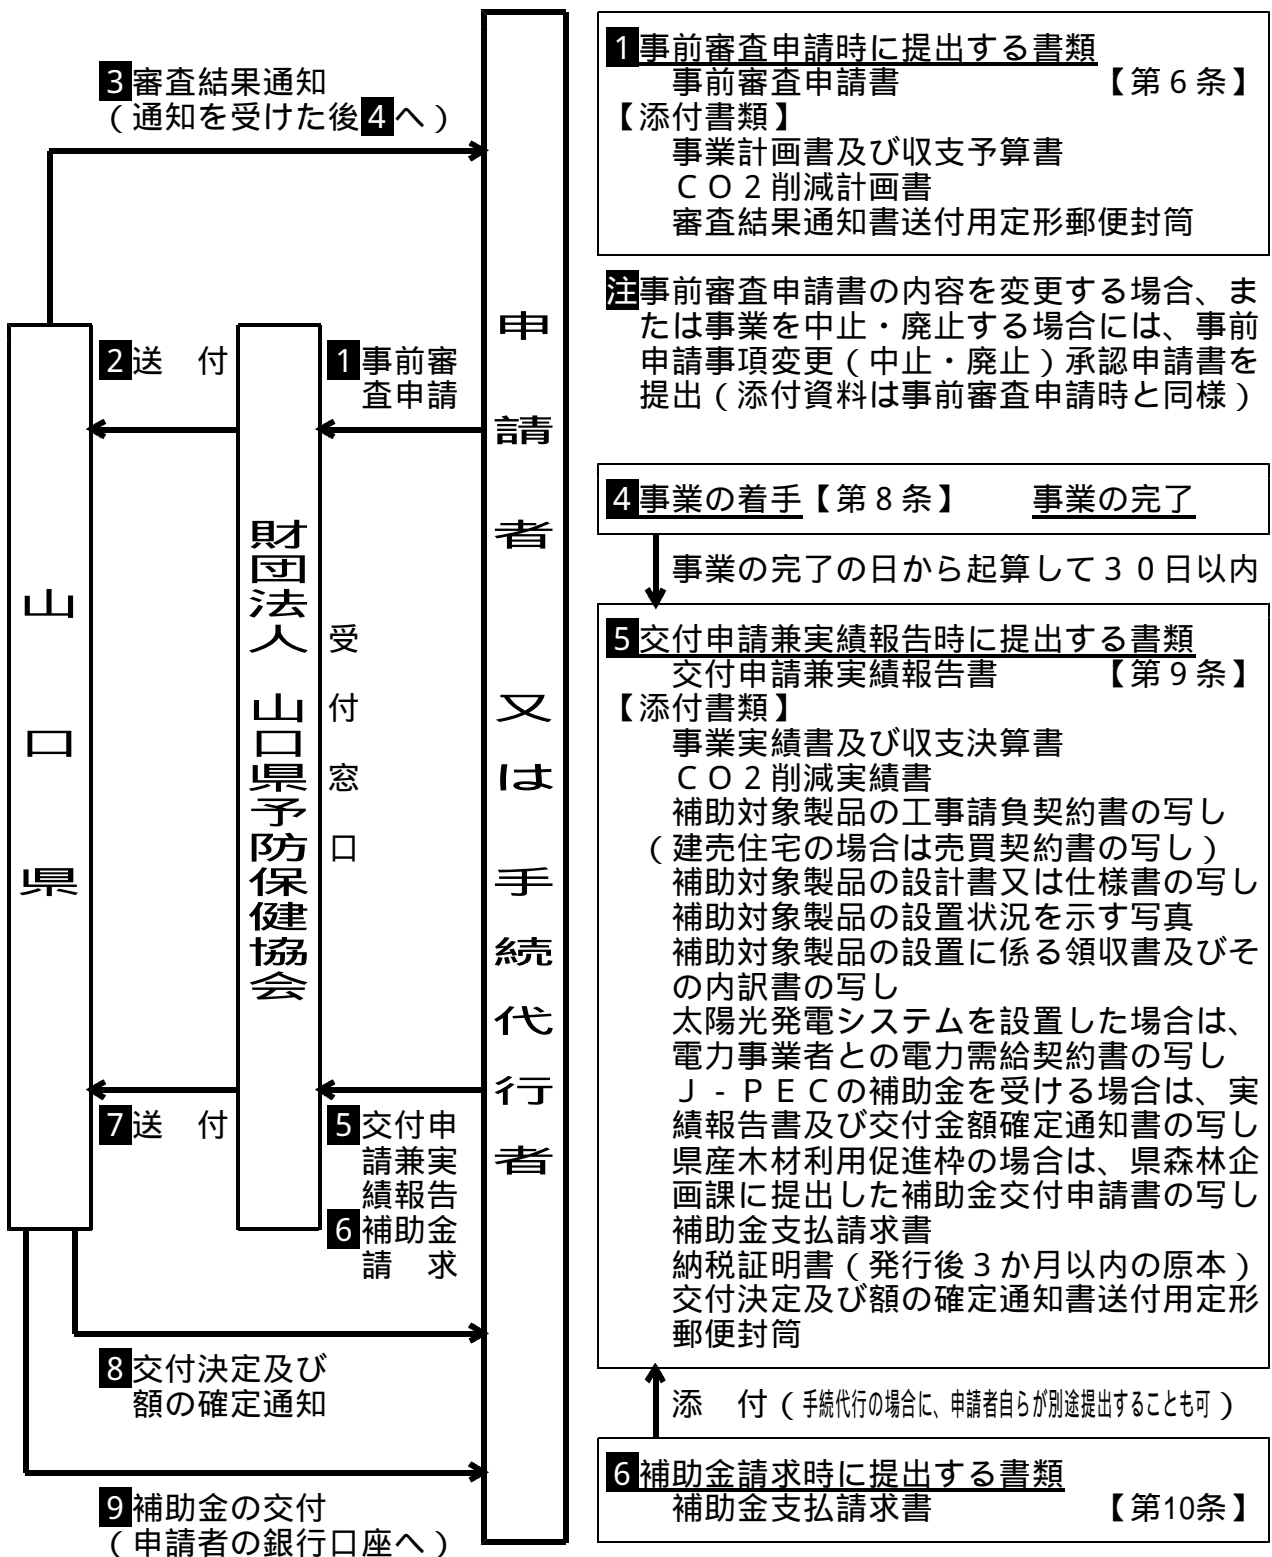 3審査結果通知
（通知を受けた後4へ）
2送　付
1事前審
査申請
山口県
財団法人 山口県予防保健協会
受付窓口
申請者 又は 手続代行者
7送　付
5交付申
請兼実
績報告
6補助金
請　求
8交付決定及び
額の確定通知
9補助金の交付
（申請者の銀行口座へ）
1事前審査申請時に提出する書類
事前審査申請書　【第６条】
【添付書類】
事業計画書及び収支予算書
ＣＯ２削減計画書
審査結果通知書送付用定形郵便封筒
注事前審査申請書の内容を変更する場合、ま
たは事業を中止・廃止する場合には、事前
申請事項変更（中止・廃止）承認申請書を
提出（添付資料は事前審査申請時と同様）
4事業の着手【第８条】　事業の完了
事業の完了の日から起算して３０日以内
5交付申請兼実績報告時に提出する書類
交付申請兼実績報告書　【第９条】
【添付書類】
事業実績書及び収支決算書
ＣＯ２削減実績書
補助対象製品の工事請負契約書の写し
（建売住宅の場合は売買契約書の写し）
補助対象製品の設計書又は仕様書の写し
補助対象製品の設置状況を示す写真
補助対象製品の設置に係る領収書及びそ
の内訳書の写し
太陽光発電システムを設置した場合は、
電力事業者との電力需給契約書の写し
Ｊ‐ＰＥＣの補助金を受ける場合は、実
績報告書及び交付金額確定通知書の写し
県産木材利用促進枠の場合は、県森林企
画課に提出した補助金交付申請書の写し
補助金支払請求書
納税証明書（発行後３か月以内の原本）
交付決定及び額の確定通知書送付用定形
郵便封筒
添　付（手続代行の場合に、申請者自らが別途提出することも可）
6補助金請求時に提出する書類
補助金支払請求書　【第10条】